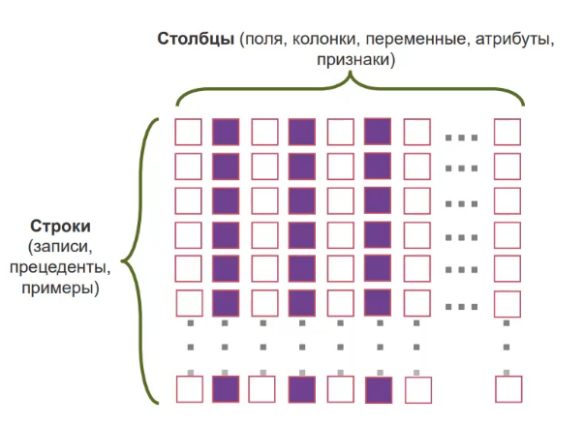 Столбцы (поля, колонки, переменные, атрибуты,
признаки)
Строки
(записи,
прецеденты,
примеры)